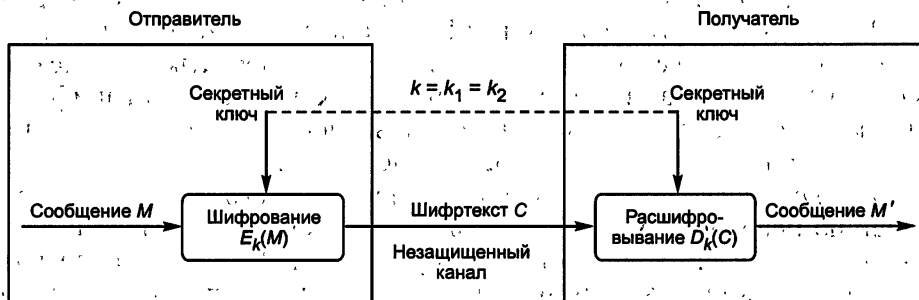 Отправитель
Получатель
Секретный
ключ
k = k₁ = k₂
Секретный
ключ
Сообщение M
Шифрование
Eₖ(M)
Шифртекст C
Незащищенный
канал
Расшифро-
вывание Dₖ(C)
Сообщение M'